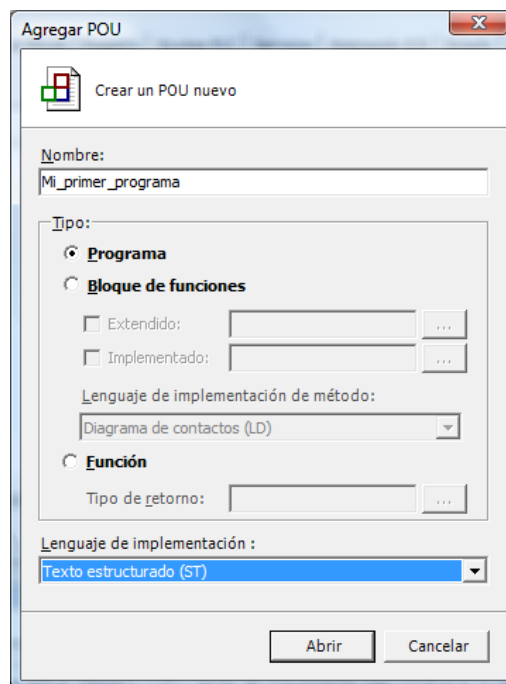 Agregar POU
Crear un POU nuevo
Nombre:
Mi_primer_programa
Tipo:
Programa
Bloque de funciones
Extendido:
...
Implementado:
...
Lenguaje de implementación de método:
Diagrama de contactos (LD)
Función
Tipo de retorno:
...
Lenguaje de implementación :
Texto estructurado (ST)
Abrir Cancelar